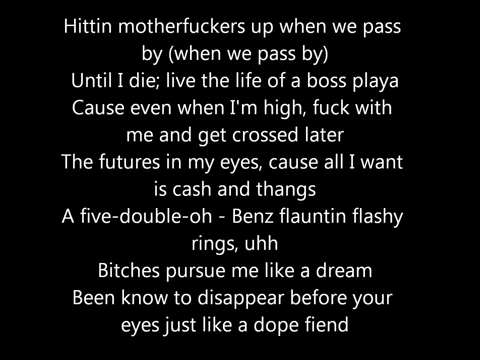 Hittin motherfuckers up when we pass
by (when we pass by)
Until I die; live the life of a boss playa
Cause even when I'm high, fuck with
me and get crossed later
The futures in my eyes, cause all I want
is cash and thangs
A five-double-oh - Benz flauntin flashy
rings, uhh
Bitches pursue me like a dream
Been know to disappear before your
eyes just like a dope fiend